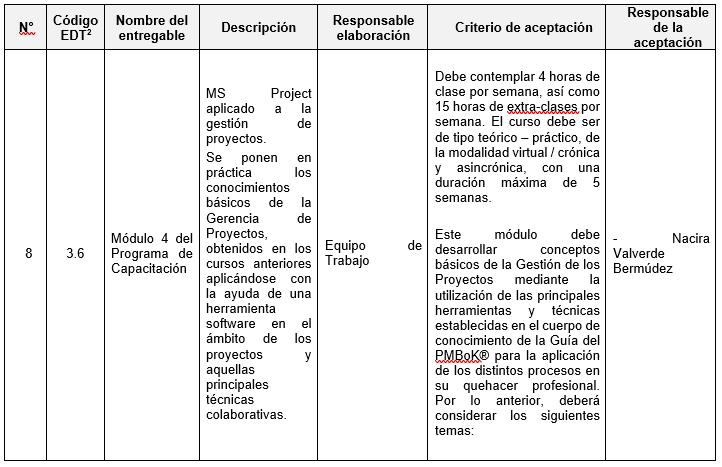 N°
Código
EDT2
Nombre del
entregable
Descripción
Responsable
elaboración
Criterio de aceptación
Responsable
de la
aceptación
8
3.6
Módulo 4 del
Programa de
Capacitación
MS Project
aplicado a la
gestión de
proyectos.
Se ponen en
práctica los
conocimientos
básicos de la
Gerencia de
Proyectos,
obtenidos en los
cursos anteriores
aplicándose con
la ayuda de una
herramienta
software en el
ámbito de los
proyectos y
aquellas
principales
técnicas
colaborativas.
Equipo de
Trabajo
Debe contemplar 4 horas de
clase por semana, así como
15 horas de extra-clases por
semana. El curso debe ser
de tipo teórico – práctico, de
la modalidad virtual / crónica
y asincrónica, con una
duración máxima de 5
semanas.
Este módulo debe
desarrollar conceptos
básicos de la Gestión de los
Proyectos mediante la
utilización de las principales
herramientas y técnicas
establecidas en el cuerpo de
conocimiento de la Guía del
PMBoK® para la aplicación
de los distintos procesos en
su quehacer profesional.
Por lo anterior, deberá
considerar los siguientes
temas:
- Nacira
Valverde
Bermúdez